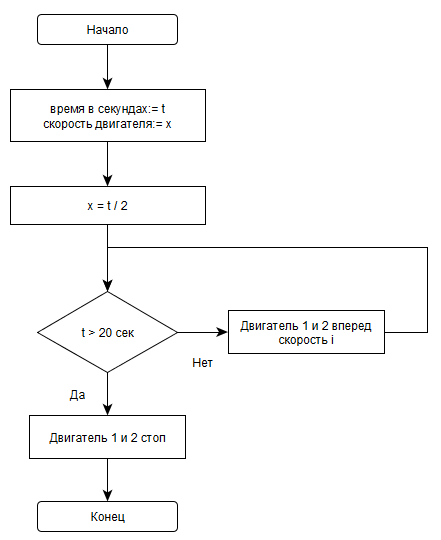 Начало
время в секундах:= t
скорость двигателя:= x
x = t / 2
t > 20 сек
Двигатель 1 и 2 вперед
скорость i
Нет
Да
Двигатель 1 и 2 стоп
Конец